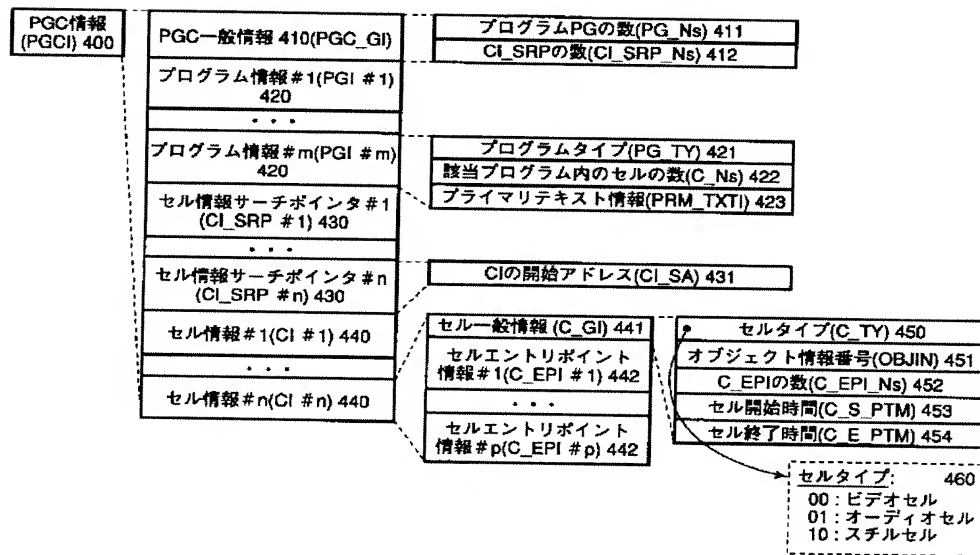 PGC情報
(PGCI) 400
PGC一般情報 410(PGC_GI)
プログラム情報#1(PGI #1)
420
・・・
プログラム情報#m(PGI #m)
420
セル情報サーチポインタ#1
(CI_SRP #1) 430
・・・
セル情報サーチポインタ#n
(CI_SRP #n) 430
セル情報#1(CI #1) 440
・・・
セル情報#n(CI #n) 440
プログラムPGの数(PG_Ns) 411
CI_SRPの数(CI_SRP_Ns) 412
プログラムタイプ(PG_TY) 421
該当プログラム内のセルの数(C_Ns) 422
プライマリテキスト情報(PRM_TXTI) 423
CIの開始アドレス(CI_SA) 431
セル一般情報 (C_GI) 441
セルエントリポイント
情報#1(C_EPI #1) 442
・・・
セルエントリポイント
情報#p(C_EPI #p) 442
セルタイプ(C_TY) 450
オブジェクト情報番号(OBJIN) 451
C_EPIの数(C_EPI_Ns) 452
セル開始時間(C_S_PTM) 453
セル終了時間(C_E_PTM) 454
セルタイプ: 460
00:ビデオセル
01:オーディオセル
10:スチルセル